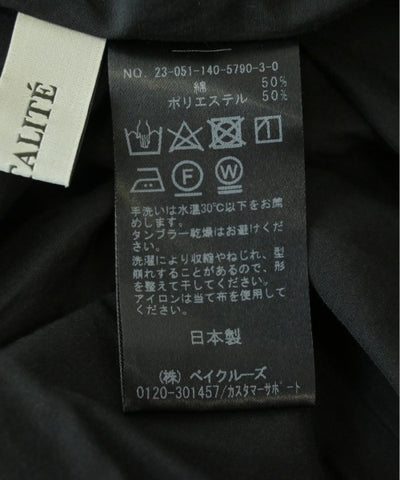 TALITÉ
NO. 23-051-140-5790-3-0
綿 50%
ポリエステル 50%
F W
手洗いは水温30℃以下をお薦
めします。
タンブラー乾燥はお避けくださ
い。
洗濯により収縮やねじれ、型
崩れすることがあるので、形
を整えて干してください。
アイロンは当て布を使用して
ください。
日本製
(株) ベイクルーズ
0120-301457/カスタマーサポート